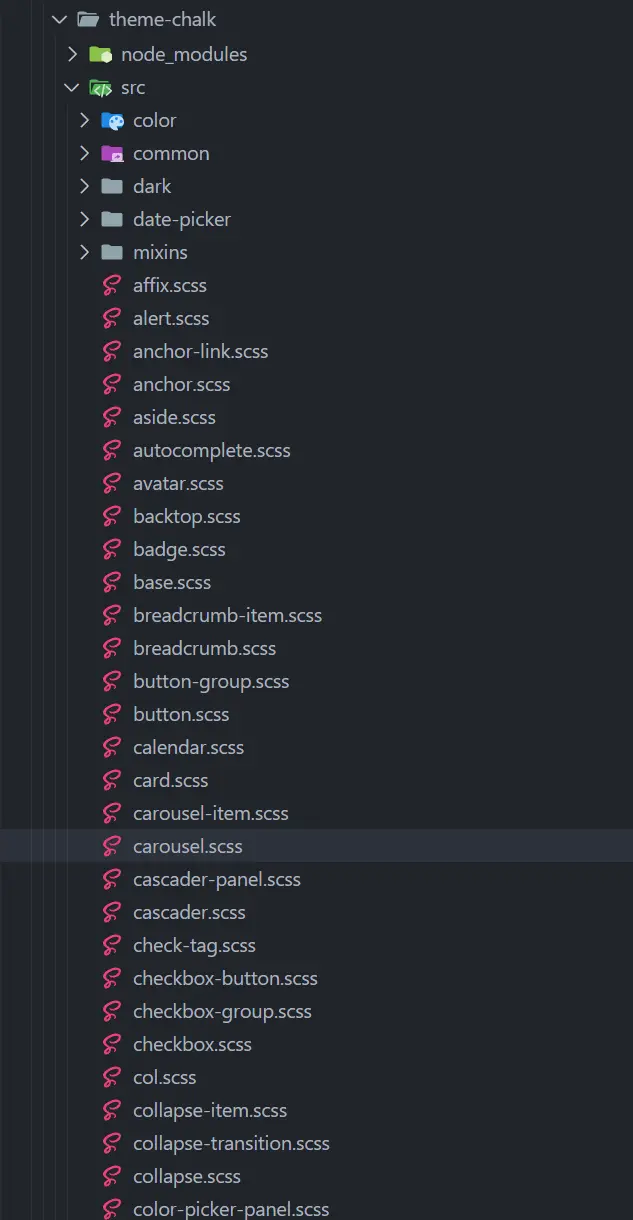 theme-chalk
node_modules
src
color
common
dark
date-picker
mixins
affix.scss
alert.scss
anchor-link.scss
anchor.scss
aside.scss
autocomplete.scss
avatar.scss
backtop.scss
badge.scss
base.scss
breadcrumb-item.scss
breadcrumb.scss
button-group.scss
button.scss
calendar.scss
card.scss
carousel-item.scss
carousel.scss
cascader-panel.scss
cascader.scss
check-tag.scss
checkbox-button.scss
checkbox-group.scss
checkbox.scss
col.scss
collapse-item.scss
collapse-transition.scss
collapse.scss
color-picker-panel.scss